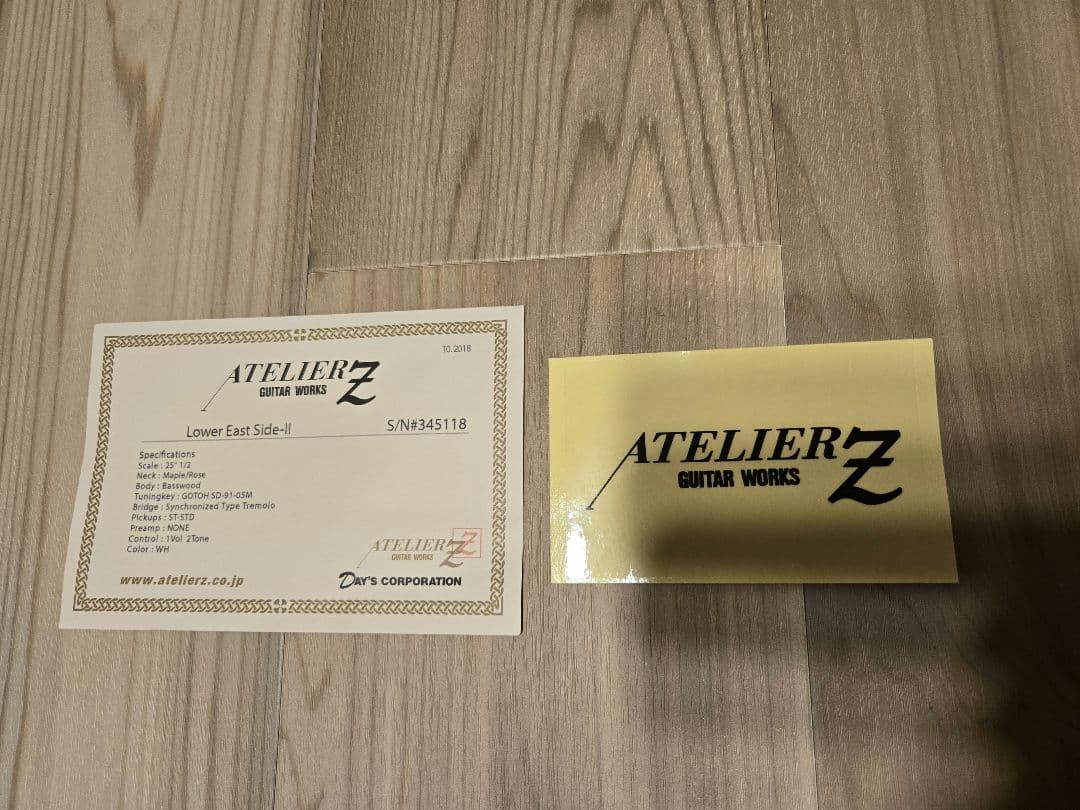 10.2018
ATELIER Z
GUITAR WORKS
Lower East Side-II S/N#345118
Specifications
Scale : 25" 1/2
Neck : Maple/Rose
Body : Basswood
Tuningkey : GOTOH SD-91-05M
Bridge : Synchronized Type Tremolo
Pickups : ST-STD
Preamp : NONE
Control : 1Vol 2Tone
Color : WH
ATELIER Z
GUITAR WORKS
www.atelierz.co.jp DAY'S CORPORATION
ATELIER Z
GUITAR WORKS